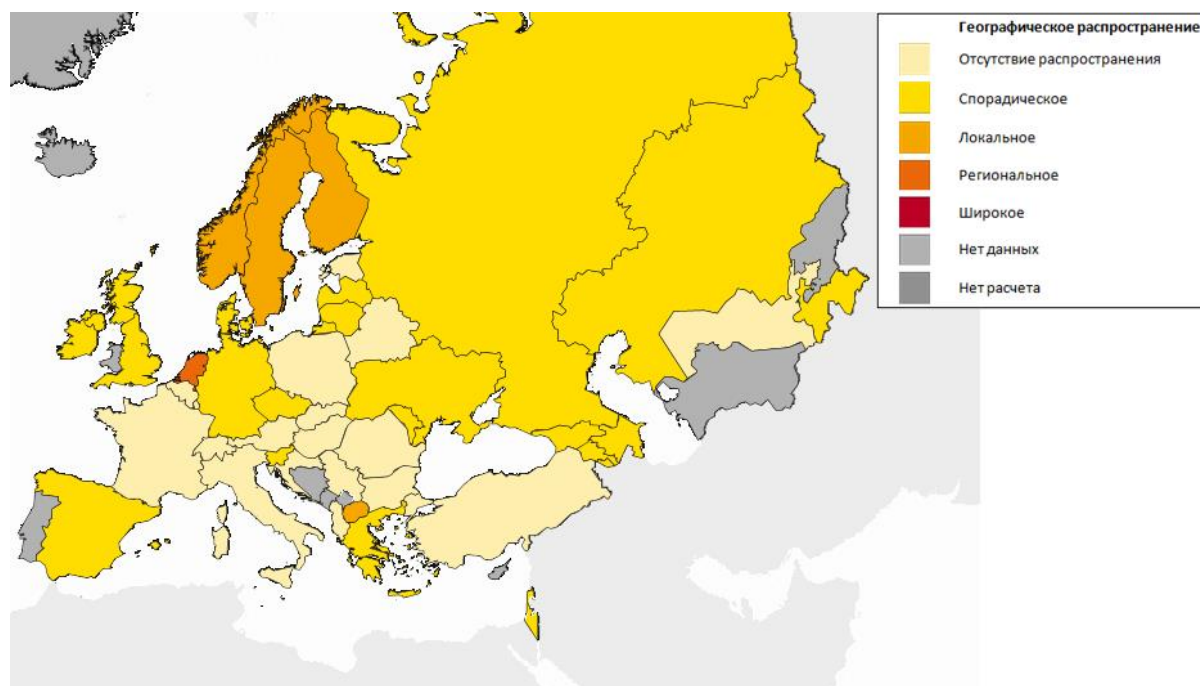 Географическое распространение
Отсутствие распространения
Спорадическое
Локальное
Региональное
Широкое
Нет данных
Нет расчета